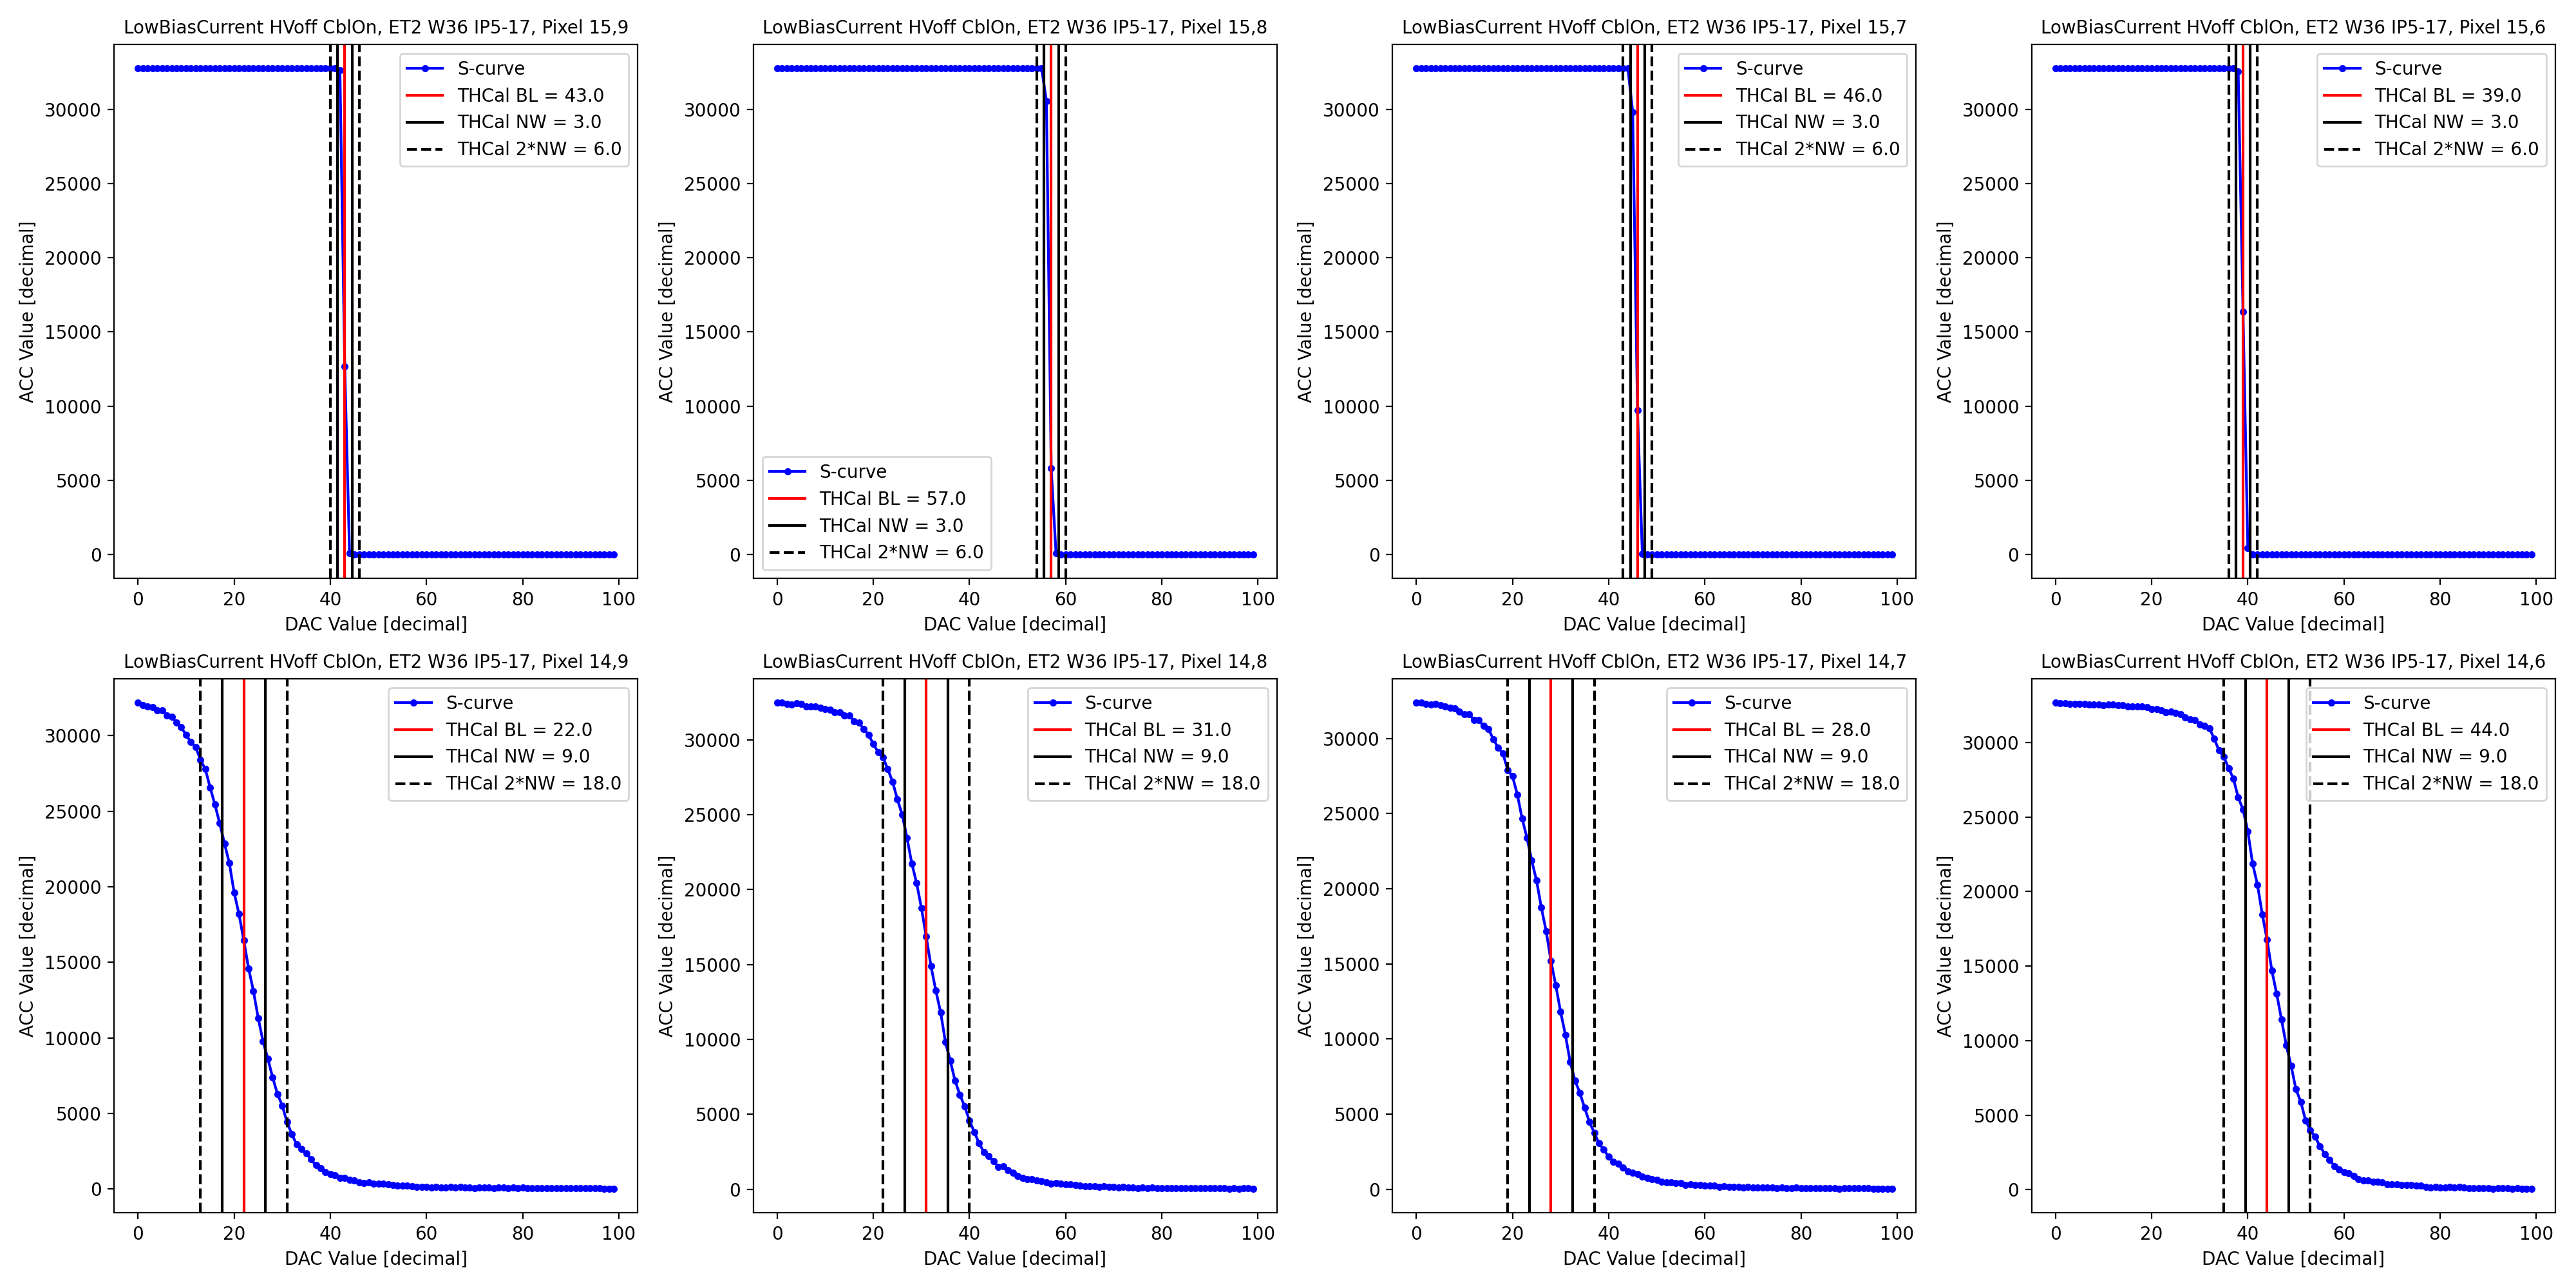 LowBiasCurrent HVoff CblOn, ET2 W36 IP5-17, Pixel 15,9
ACC Value [decimal]
30000
25000
20000
15000
10000
5000
0
S-curve
THCal BL = 43.0
THCal NW = 3.0
THCal 2*NW = 6.0
0 20 40 60 80 100
DAC Value [decimal]
LowBiasCurrent HVoff CblOn, ET2 W36 IP5-17, Pixel 15,8
ACC Value [decimal]
30000
25000
20000
15000
10000
5000
0
S-curve
THCal BL = 57.0
THCal NW = 3.0
THCal 2*NW = 6.0
0 20 40 60 80 100
DAC Value [decimal]
LowBiasCurrent HVoff CblOn, ET2 W36 IP5-17, Pixel 15,7
ACC Value [decimal]
30000
25000
20000
15000
10000
5000
0
S-curve
THCal BL = 46.0
THCal NW = 3.0
THCal 2*NW = 6.0
0 20 40 60 80 100
DAC Value [decimal]
LowBiasCurrent HVoff CblOn, ET2 W36 IP5-17, Pixel 15,6
ACC Value [decimal]
30000
25000
20000
15000
10000
5000
0
S-curve
THCal BL = 39.0
THCal NW = 3.0
THCal 2*NW = 6.0
0 20 40 60 80 100
DAC Value [decimal]
LowBiasCurrent HVoff CblOn, ET2 W36 IP5-17, Pixel 14,9
ACC Value [decimal]
30000
25000
20000
15000
10000
5000
0
S-curve
THCal BL = 22.0
THCal NW = 9.0
THCal 2*NW = 18.0
0 20 40 60 80 100
DAC Value [decimal]
LowBiasCurrent HVoff CblOn, ET2 W36 IP5-17, Pixel 14,8
ACC Value [decimal]
30000
25000
20000
15000
10000
5000
0
S-curve
THCal BL = 31.0
THCal NW = 9.0
THCal 2*NW = 18.0
0 20 40 60 80 100
DAC Value [decimal]
LowBiasCurrent HVoff CblOn, ET2 W36 IP5-17, Pixel 14,7
ACC Value [decimal]
30000
25000
20000
15000
10000
5000
0
S-curve
THCal BL = 28.0
THCal NW = 9.0
THCal 2*NW = 18.0
0 20 40 60 80 100
DAC Value [decimal]
LowBiasCurrent HVoff CblOn, ET2 W36 IP5-17, Pixel 14,6
ACC Value [decimal]
30000
25000
20000
15000
10000
5000
0
S-curve
THCal BL = 44.0
THCal NW = 9.0
THCal 2*NW = 18.0
0 20 40 60 80 100
DAC Value [decimal]